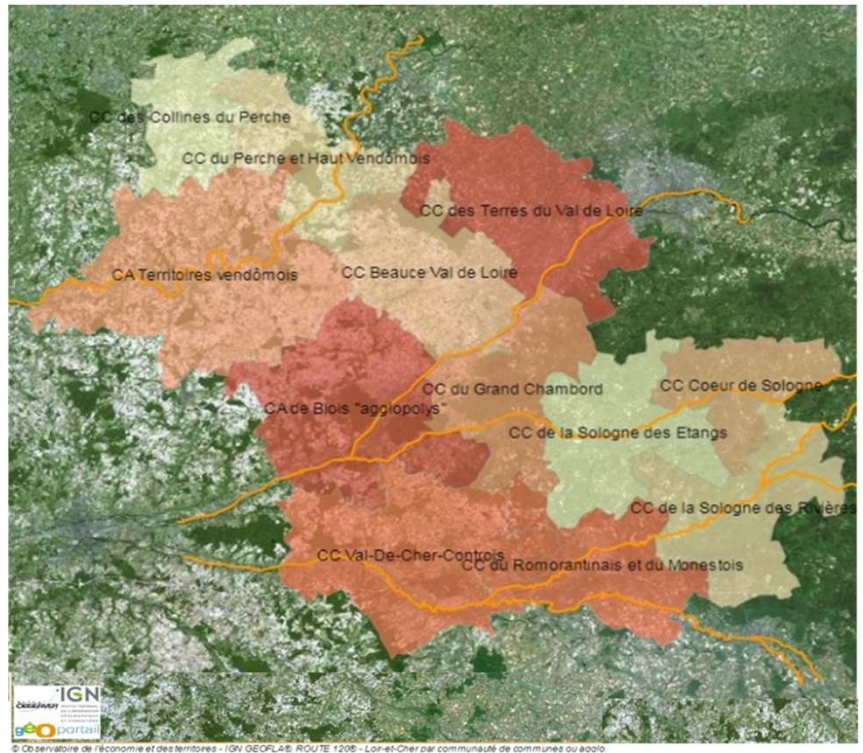 CC des Collines du Perche
CC du Perche et Haut Vendômois
CC des Terres du Val de Loire
CA Territoires vendômois
CC Beauce Val de Loire
CC du Grand Chambord
CC Coeur de Sologne
CA de Blois "agglopolys"
CC de la Sologne des Etangs
CC de la Sologne des Rivières
CC Val-De-Cher-Controis
CC du Romorantinais et du Monestois
IGN
géoportail
© Observatoire de l'économie et des territoires - IGN GEOFLA®, ROUTE 120® - Loir-et-Cher par communauté de communes ou agglo.